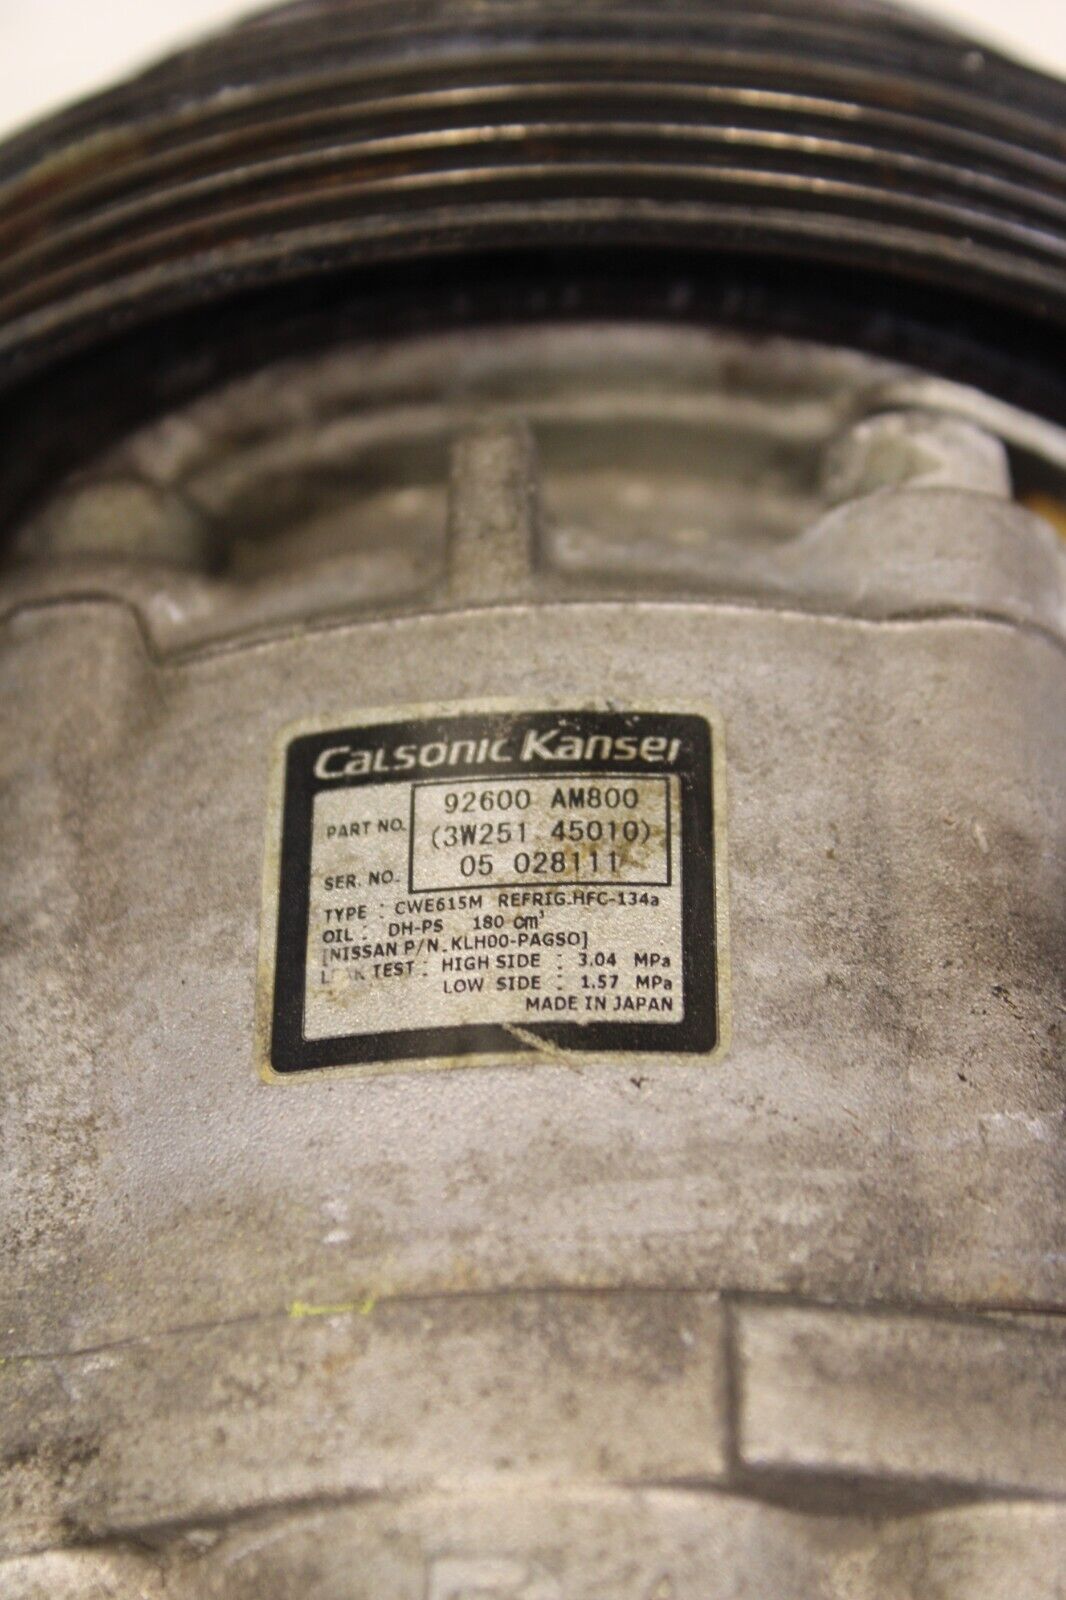 Calsonic Kansei
PART NO. 92600 AM800
(3W251 45010)
SER. NO. 05 028111
TYPE : CWE615M REFRIG.HFC-134a
OIL : DH-PS 180 cm³
[NISSAN P/N. KLH00-PAGSO]
LEAK TEST : HIGH SIDE : 3.04 MPa
LOW SIDE : 1.57 MPa
MADE IN JAPAN